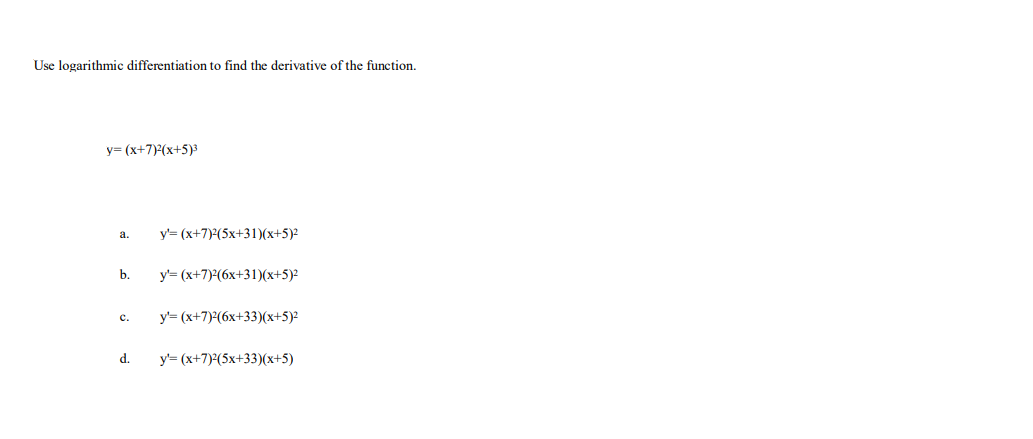 Use logarithmic differentiation to find the derivative of the function.
y= (x+7)²(x+5)³
a. y'= (x+7)²(5x+31)(x+5)²
b. y'= (x+7)²(6x+31)(x+5)²
c. y'= (x+7)²(6x+33)(x+5)²
d. y'= (x+7)²(5x+33)(x+5)